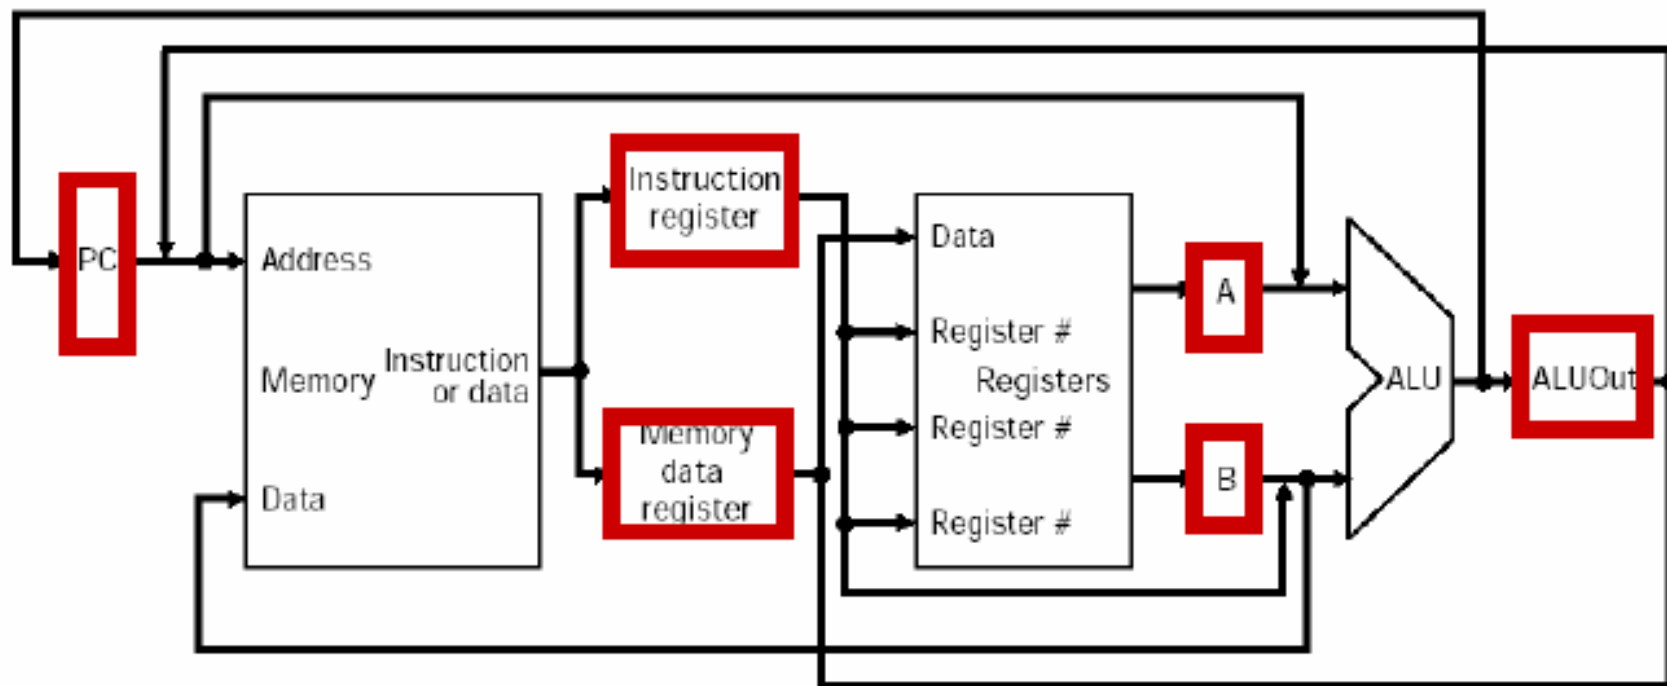 PC
Address
Memory
Instruction
or data
Data
Instruction
register
Memory
data
register
Data
Register #
Registers
Register #
Register #
A
B
ALU
ALUOut